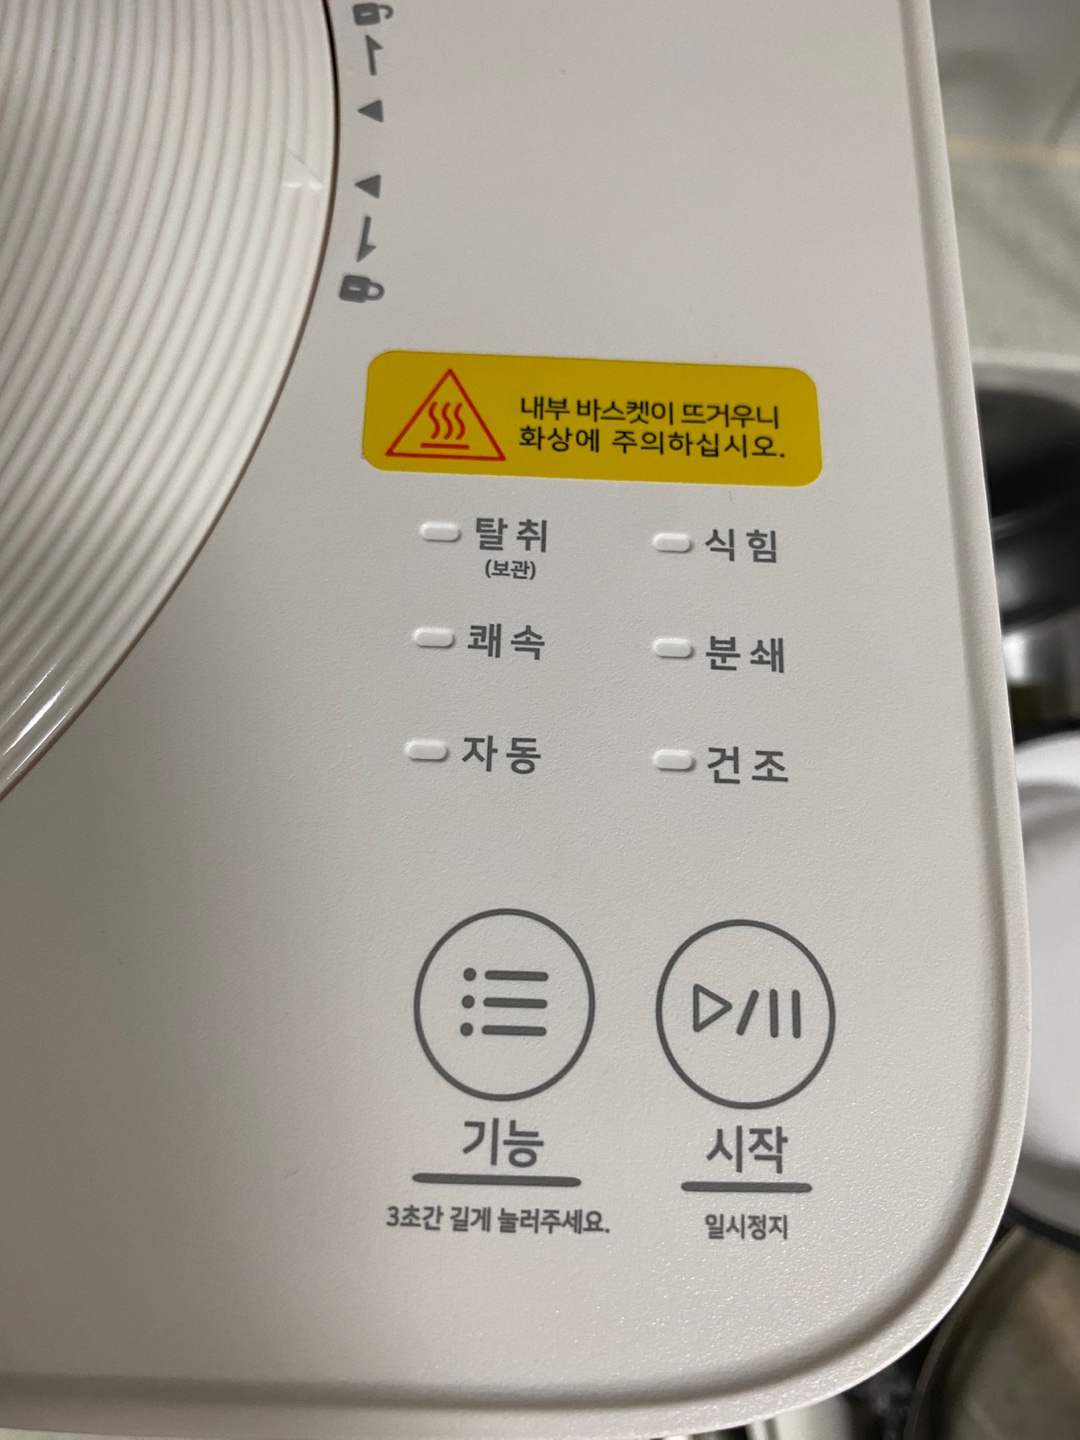 내부 바스켓이 뜨거우니
화상에 주의하십시오.
탈취
(보관)
식힘
쾌속
분쇄
자동
건조
기능
시작
3초간 길게 눌러주세요.
일시정지